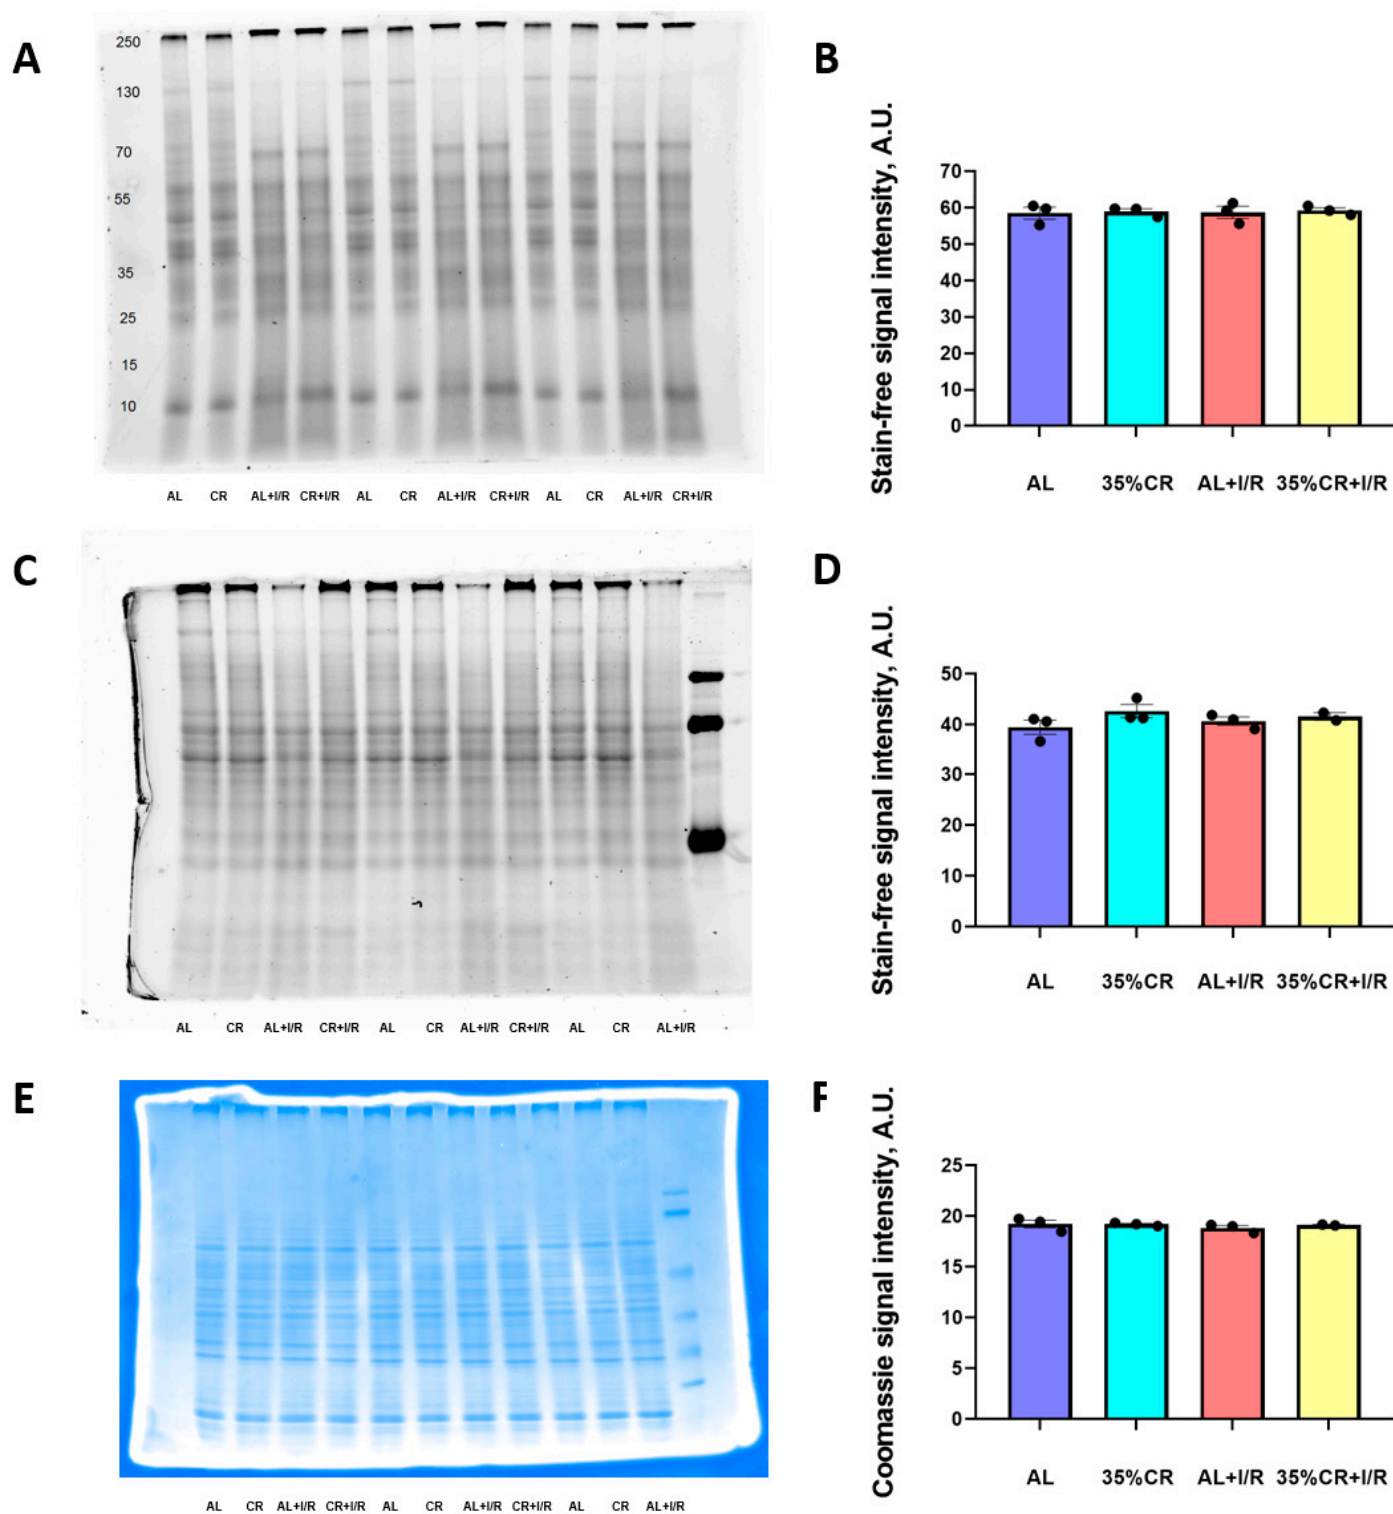 A
250
130
70
55
35
25
15
10
AL CR AL+I/R CR+I/R AL CR AL+I/R CR+I/R AL CR AL+I/R CR+I/R
B
Stain-free signal intensity, A.U.
70
60
50
40
30
20
10
0
AL 35%CR AL+I/R 35%CR+I/R
C
AL CR AL+I/R CR+I/R AL CR AL+I/R CR+I/R AL CR AL+I/R
D
Stain-free signal intensity, A.U.
50
40
30
20
10
0
AL 35%CR AL+I/R 35%CR+I/R
E
AL CR AL+I/R CR+I/R AL CR AL+I/R CR+I/R AL CR AL+I/R
F
Coomassie signal intensity, A.U.
25
20
15
10
5
0
AL 35%CR AL+I/R 35%CR+I/R